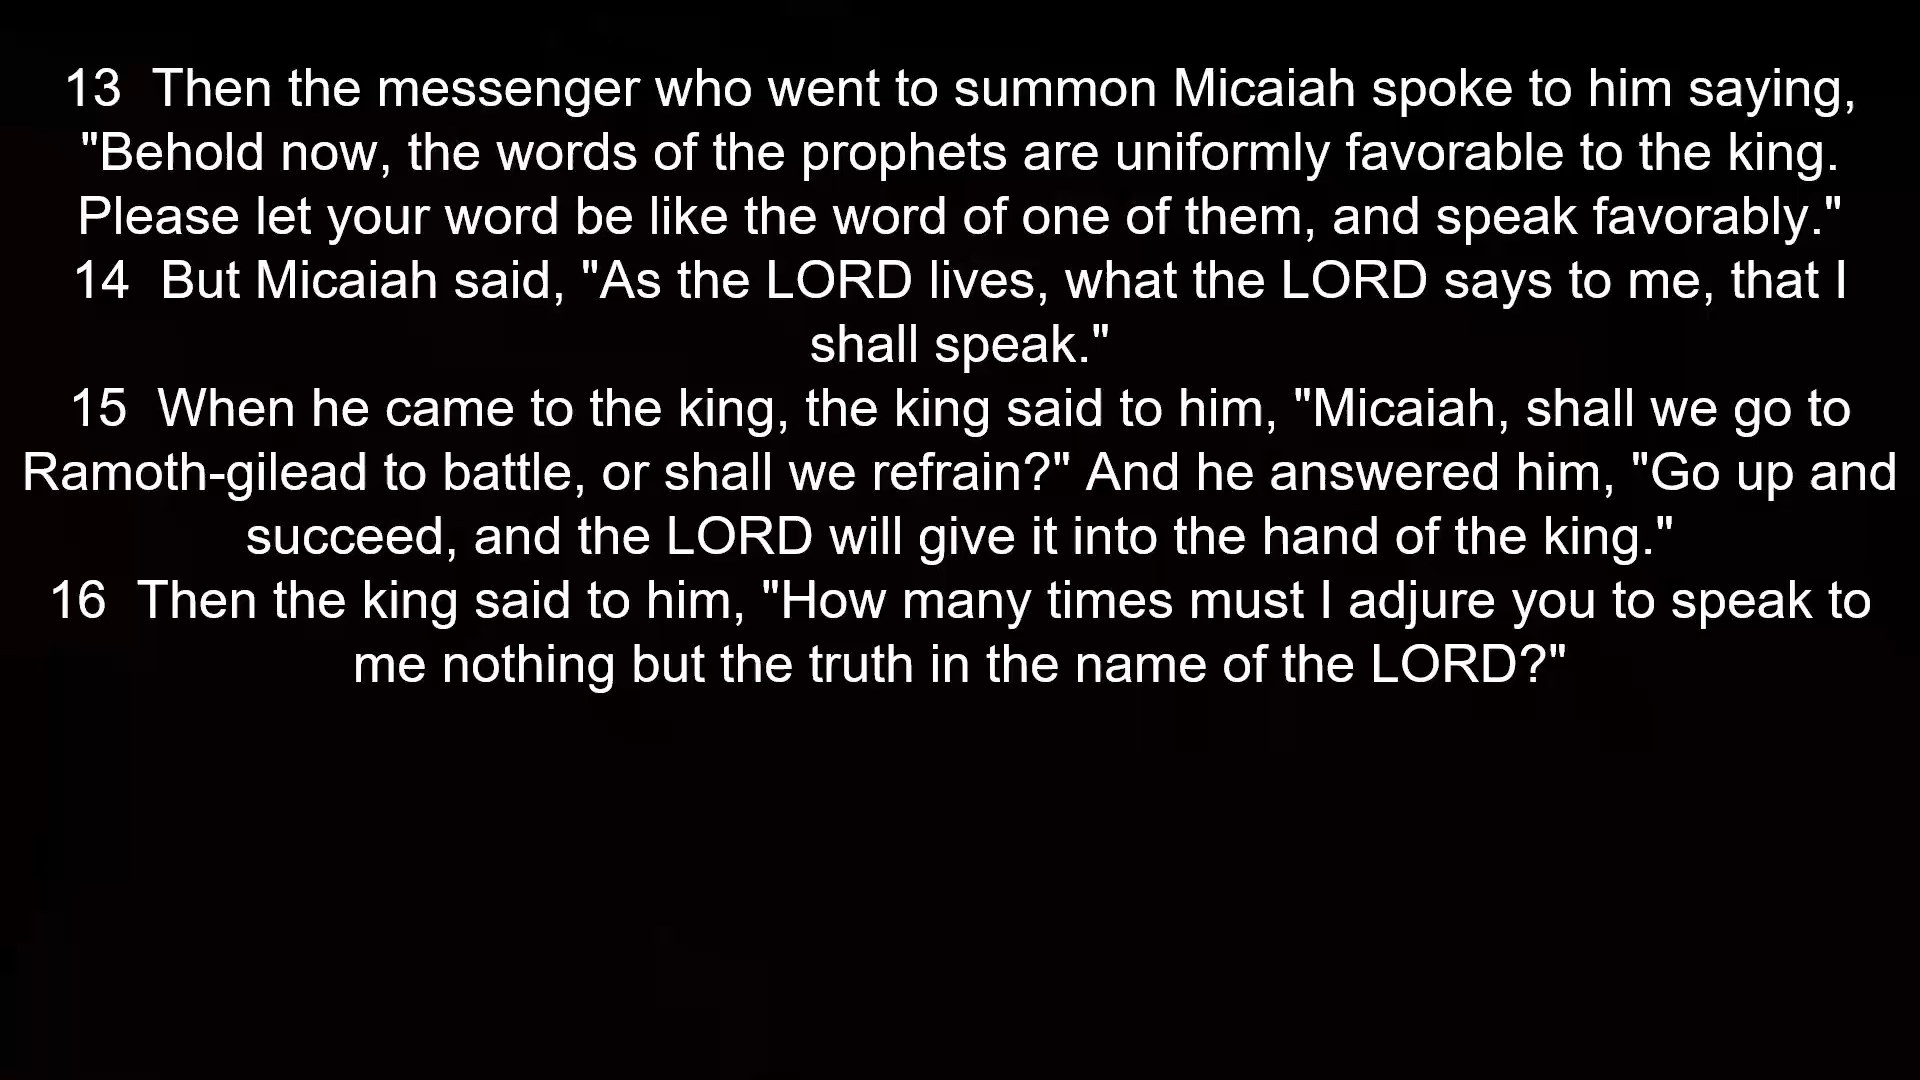 13  Then the messenger who went to summon Micaiah spoke to him saying,
"Behold now, the words of the prophets are uniformly favorable to the king.
Please let your word be like the word of one of them, and speak favorably."
14  But Micaiah said, "As the LORD lives, what the LORD says to me, that I
shall speak."
15  When he came to the king, the king said to him, "Micaiah, shall we go to
Ramoth-gilead to battle, or shall we refrain?" And he answered him, "Go up and
succeed, and the LORD will give it into the hand of the king."
16  Then the king said to him, "How many times must I adjure you to speak to
me nothing but the truth in the name of the LORD?"